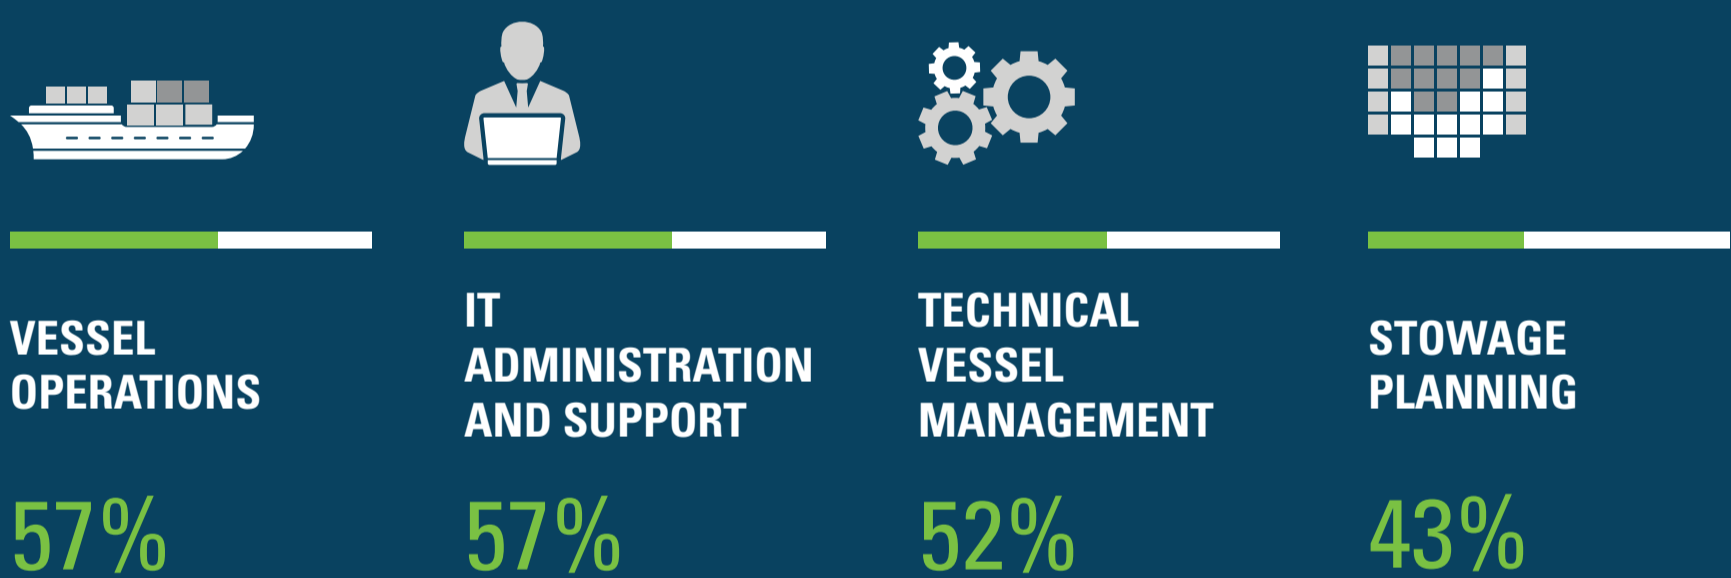 VESSEL
OPERATIONS
57%
IT
ADMINISTRATION
AND SUPPORT
57%
TECHNICAL
VESSEL
MANAGEMENT
52%
STOWAGE
PLANNING
43%